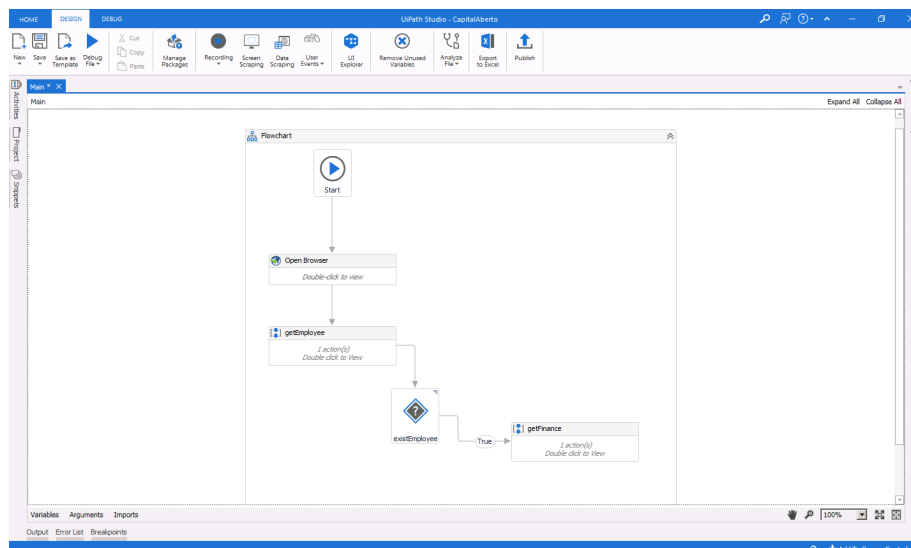 HOME DESIGN DEBUG UiPath Studio - CapitalAberto
New Save Save as Template Debug File Cut Copy Paste Manage Packages Recording Screen Scraping Data Scraping User Events UI Explorer Remove Unused Variables Analyze File Export to Excel Publish
Activities
Project
Snippets
Main *
Main Expand All Collapse All
Flowchart
Start
Open Browser
Double-click to view
getEmployee
1 action(s)
Double click to View
existEmployee
True
getFinance
1 action(s)
Double click to View
Variables Arguments Imports 100%
Output Error List Breakpoints